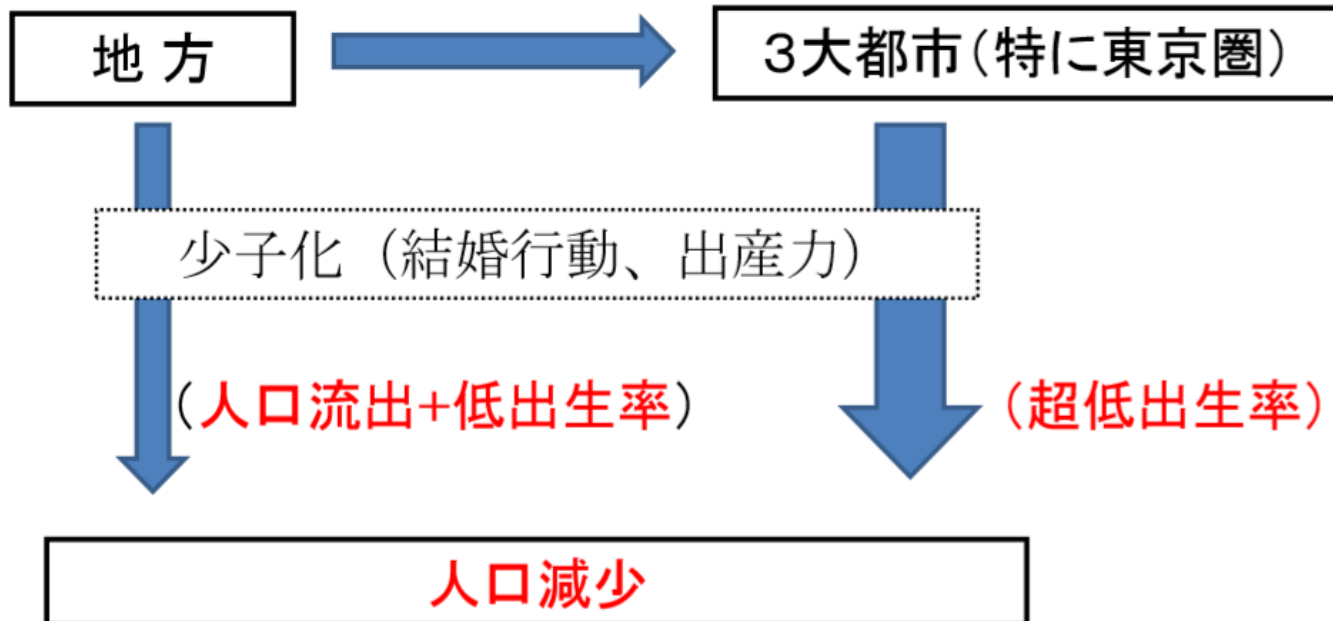 地 方
３大都市（特に東京圏）
少子化（結婚行動、出産力）
（人口流出+低出生率）
（超低出生率）
人口減少